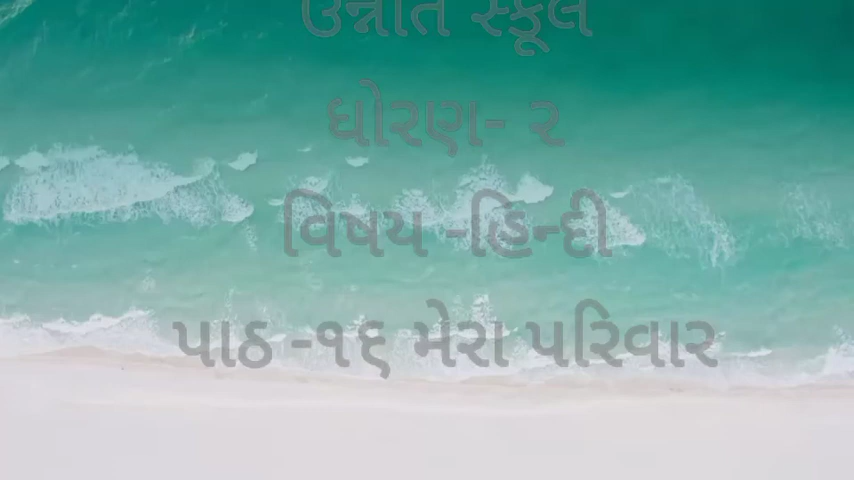 ઉન્નતિ સ્કૂલ
ધોરણ- ૨
વિષય -હિન્દી
પાઠ -૧૬ મેરા પરિવાર